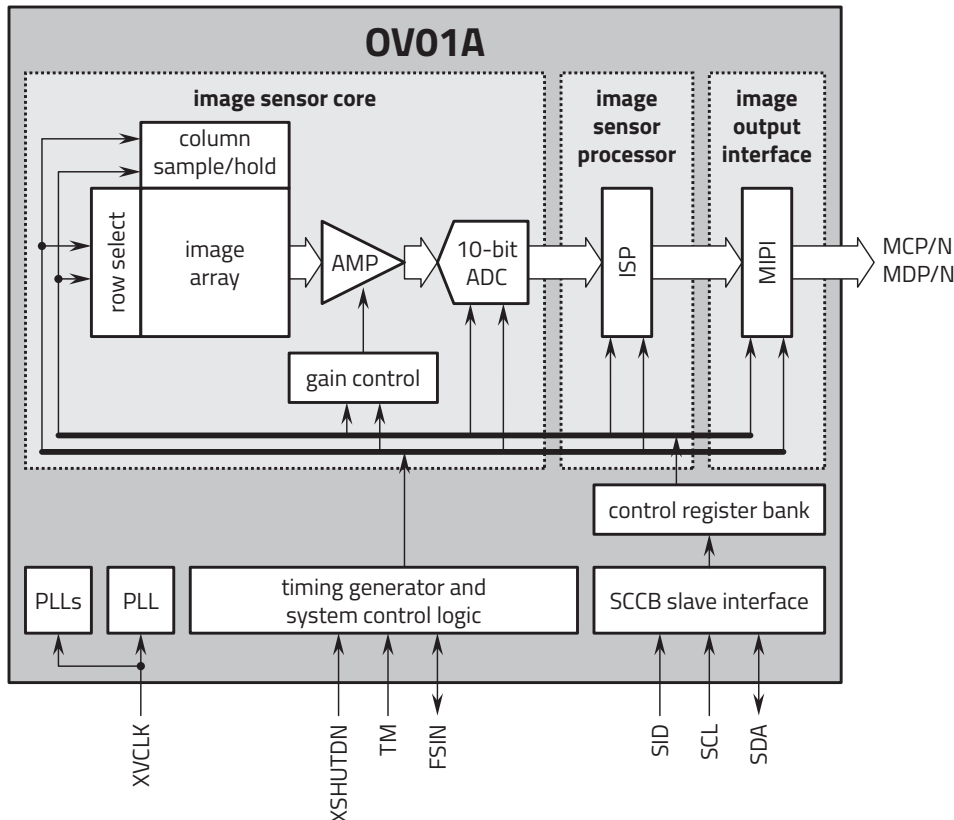 OV01A
image sensor core
image
sensor
processor
image
output
interface
column
sample/hold
row select
image
array
AMP
10-bit
ADC
ISP
MIPI
MCP/N
MDP/N
gain control
control register bank
PLLs
PLL
timing generator and
system control logic
SCCB slave interface
XVCLK
XSHUTDN
TM
FSIN
SID
SCL
SDA